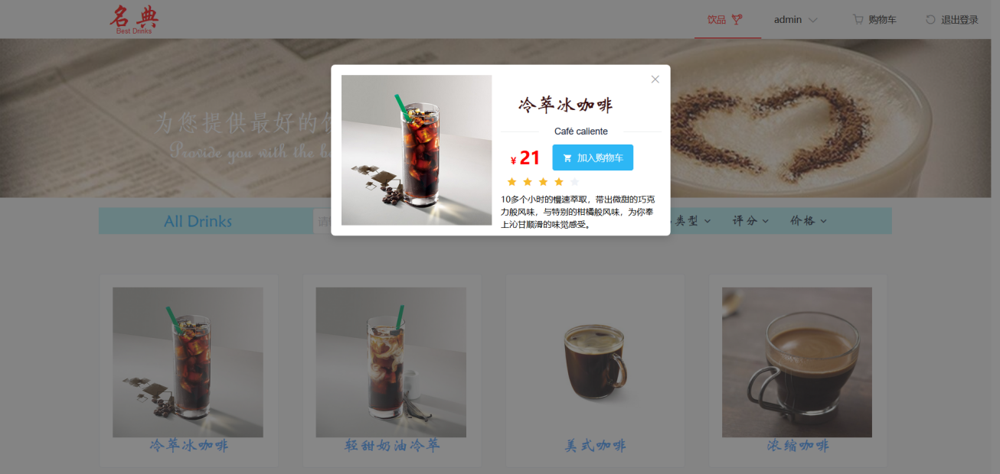 名典
Best Drinks
饮品
admin
购物车
退出登录
为您提供最好的
Provide you with the
冷萃冰咖啡
Café caliente
¥ 21
加入购物车
10多个小时的慢速萃取，带出微甜的巧克
力般风味，与特别的柑橘般风味，为你奉
上沁甘顺滑的味觉感受。
All Drinks
类型
评分
价格
冷萃冰咖啡
轻甜奶油冷萃
美式咖啡
浓缩咖啡